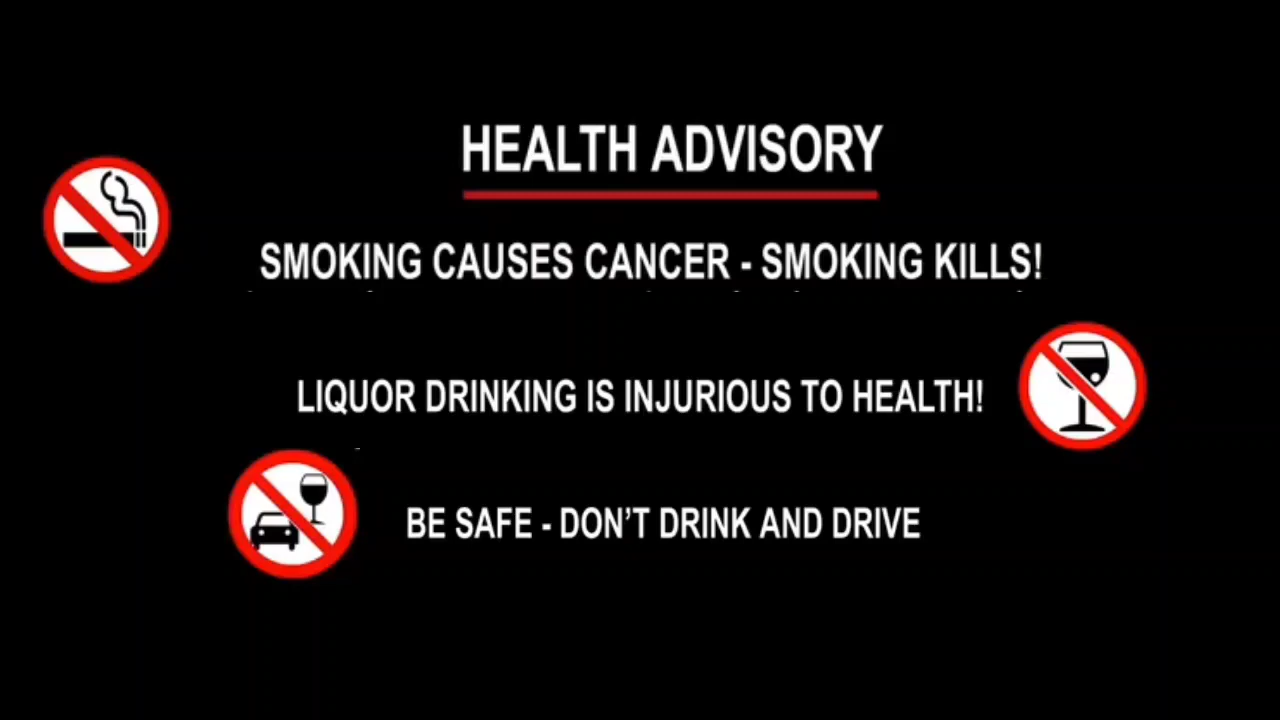 HEALTH ADVISORY
SMOKING CAUSES CANCER - SMOKING KILLS!
LIQUOR DRINKING IS INJURIOUS TO HEALTH!
BE SAFE - DON’T DRINK AND DRIVE